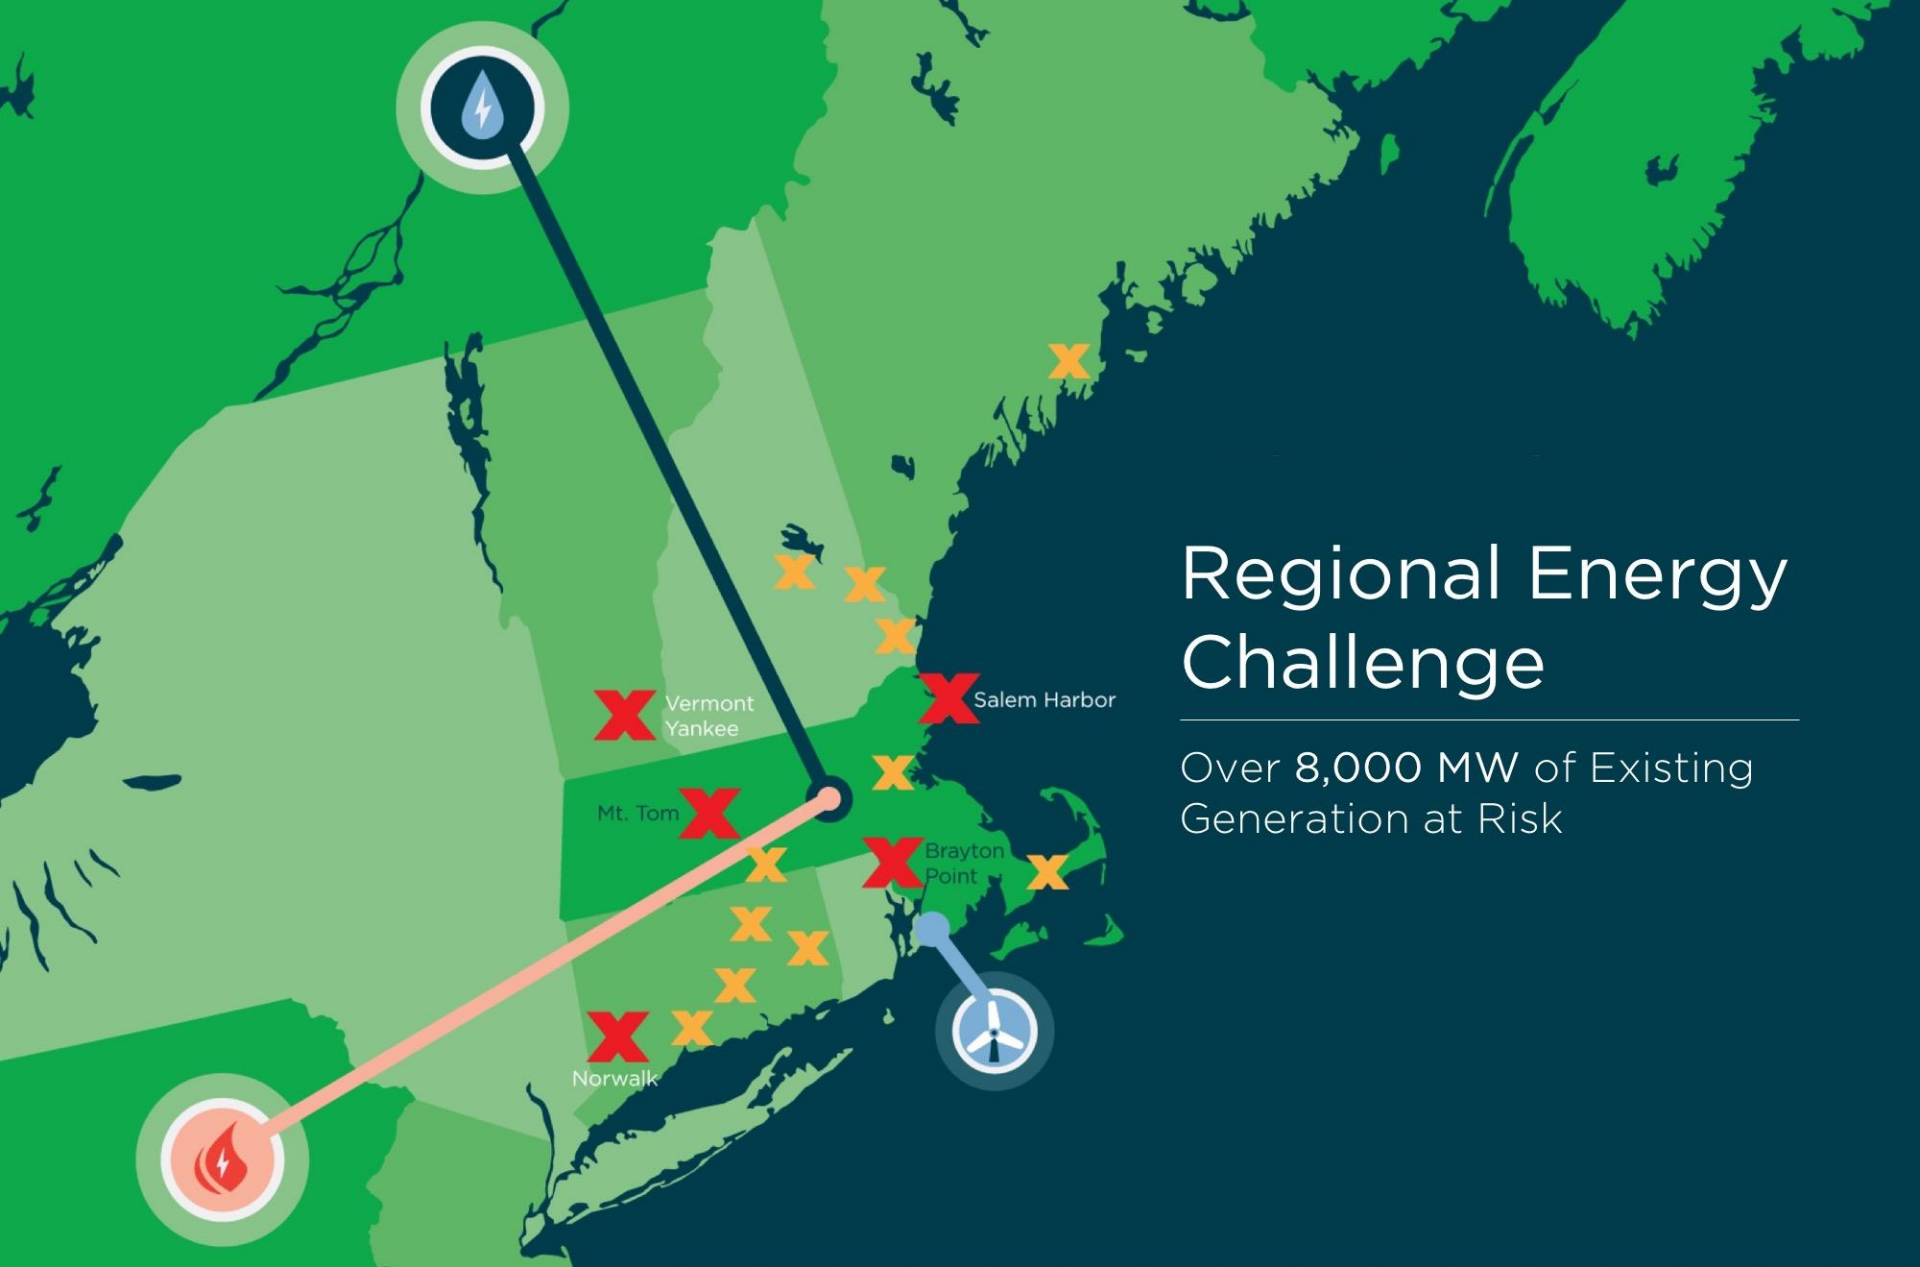 Regional Energy
Challenge
Over 8,000 MW of Existing
Generation at Risk
Vermont
Yankee
Salem Harbor
Mt. Tom
Brayton
Point
Norwalk